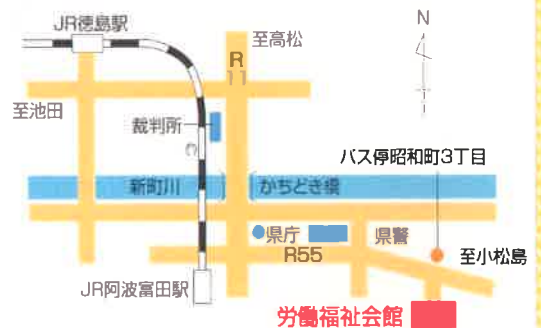 JR徳島駅
N
至高松
R
11
至池田
裁判所
バス停昭和町3丁目
新町川
かちどき橋
県庁
県警
R55
至小松島
JR阿波富田駅
労働福祉会館